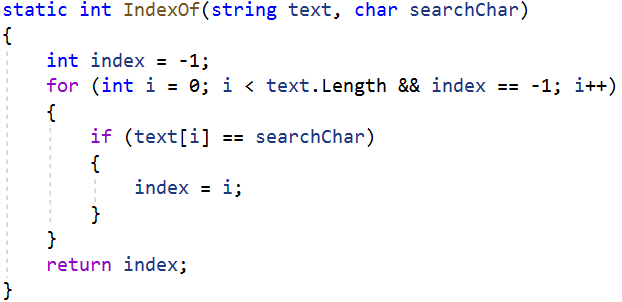 static int IndexOf(string text, char searchChar)
{
    int index = -1;
    for (int i = 0; i < text.Length && index == -1; i++)
    {
        if (text[i] == searchChar)
        {
            index = i;
        }
    }
    return index;
}